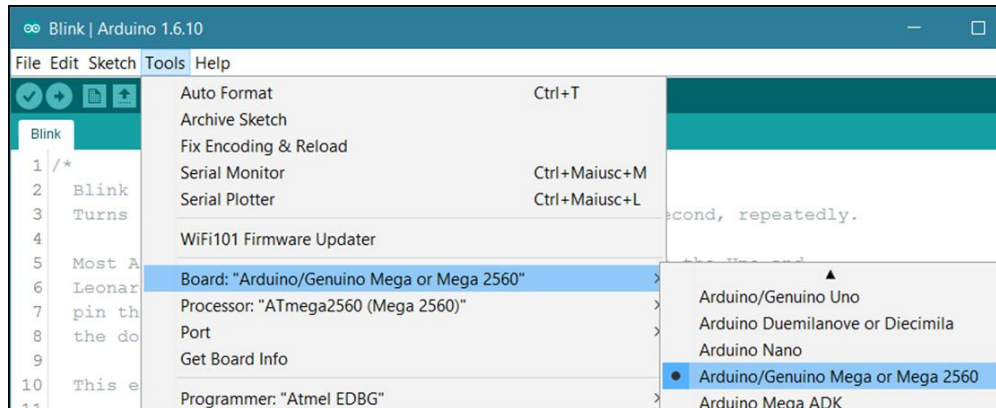 Blink | Arduino 1.6.10
File Edit Sketch Tools Help
Blink
Auto Format Ctrl+T
Archive Sketch
Fix Encoding & Reload
Serial Monitor Ctrl+Maiusc+M
Serial Plotter Ctrl+Maiusc+L
WiFi101 Firmware Updater
Board: "Arduino/Genuino Mega or Mega 2560"
Processor: "ATmega2560 (Mega 2560)"
Port
Get Board Info
Programmer: "Atmel EDBG"
Arduino/Genuino Uno
Arduino Duemilanove or Diecimila
Arduino Nano
Arduino/Genuino Mega or Mega 2560
Arduino Mega ADK
1 /*
2 Blink
3 Turns econd, repeatedly.
4
5 Most A the Uno and
6 Leonar
7 pin th
8 the do
9
10 This e